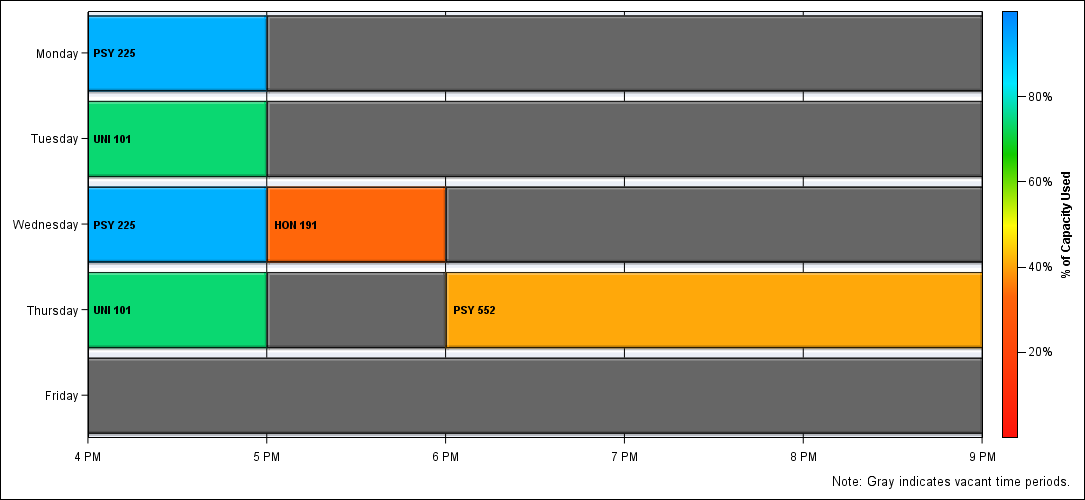 Monday
PSY 225
Tuesday
UNI 101
Wednesday
PSY 225
HON 191
Thursday
UNI 101
PSY 552
Friday
4 PM
5 PM
6 PM
7 PM
8 PM
9 PM
80%
60%
40%
20%
% of Capacity Used
Note: Gray indicates vacant time periods.